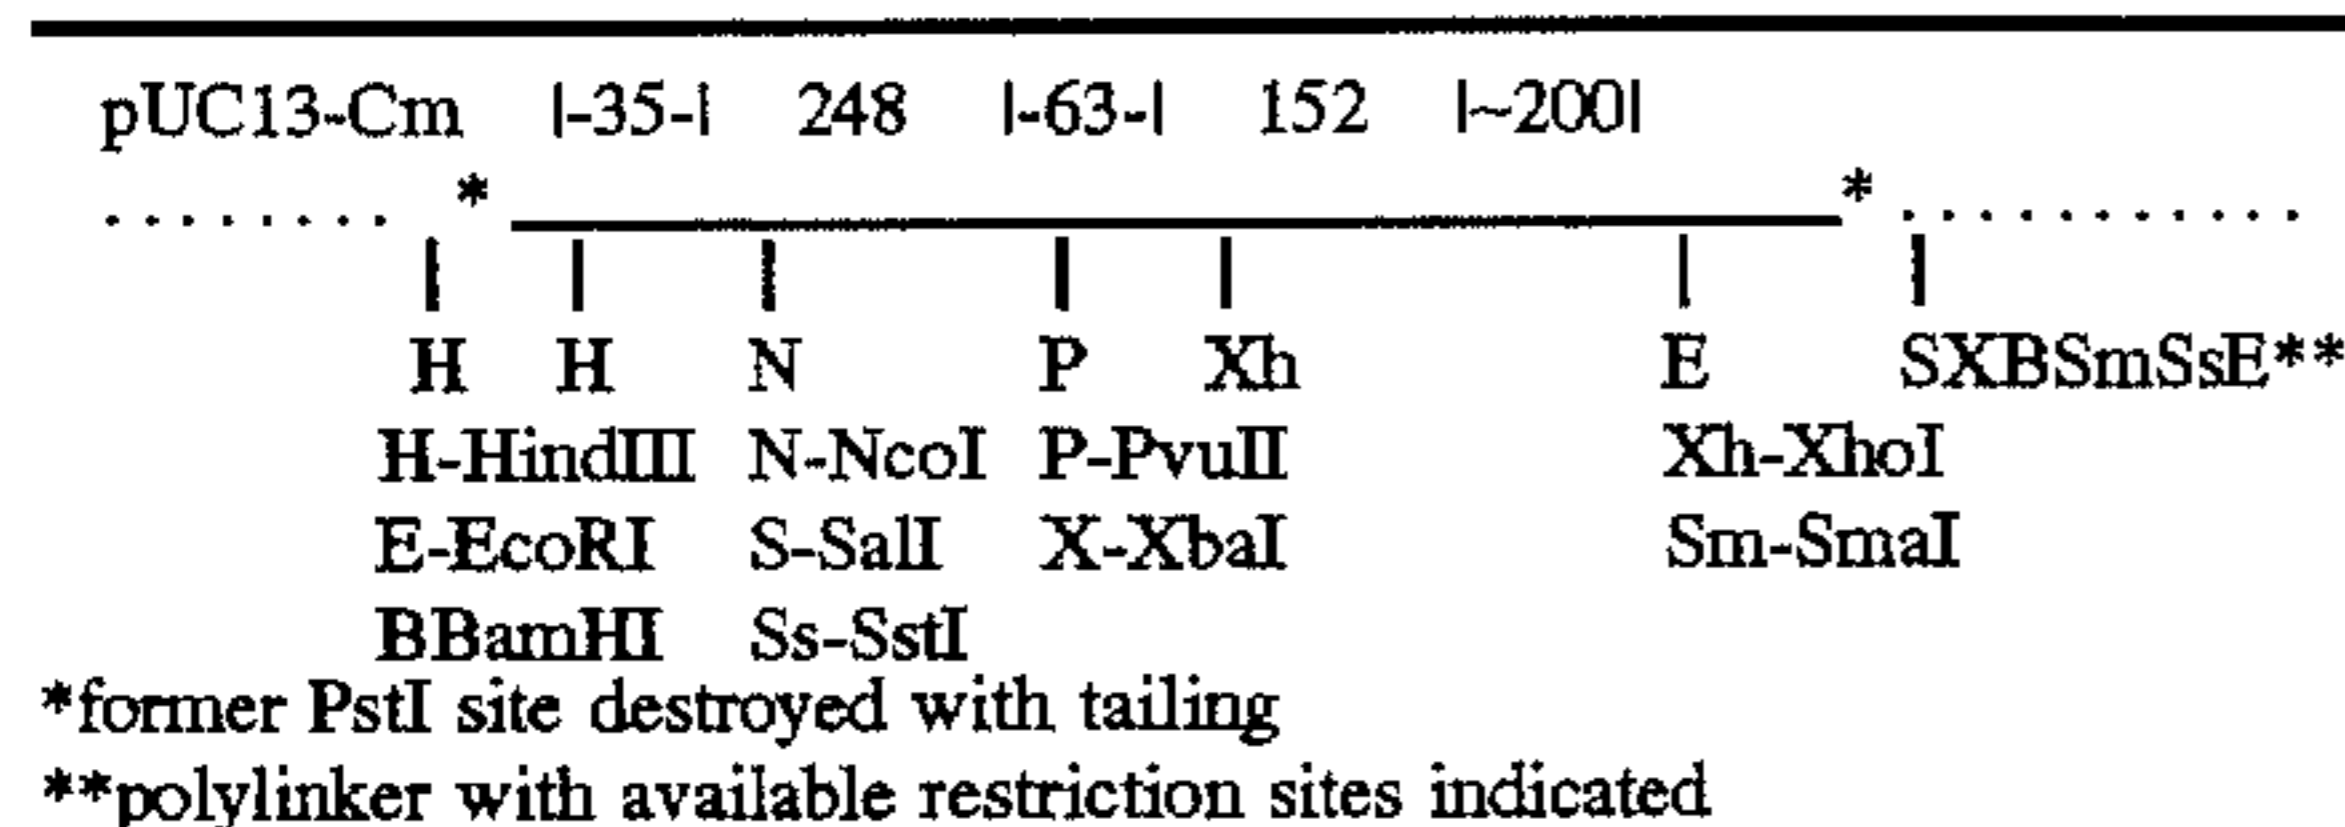 pUC13-Cm |-35-| 248 |-63-| 152 |~200|
........ * * ...........
| | | | | | |
H H N P Xh E SXBSmSsE**
H-HindIII N-NcoI P-PvuII Xh-XhoI
E-EcoRI S-SalI X-XbaI Sm-SmaI
BBamHI Ss-SstI
*former PstI site destroyed with tailing
**polylinker with available restriction sites indicated